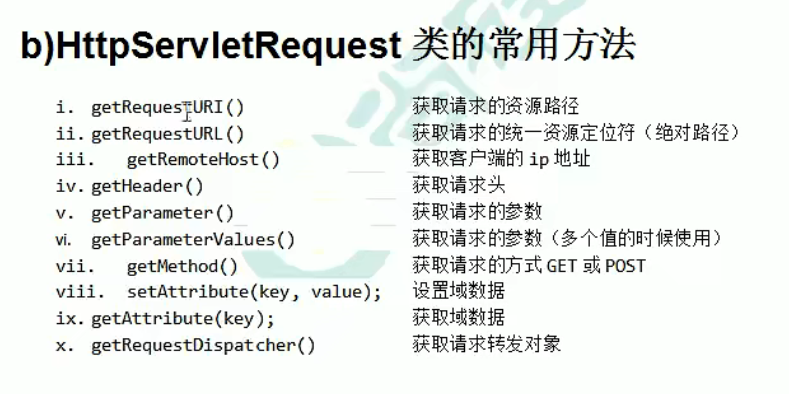 b)HttpServletRequest 类的常用方法
i. getRequestURI() 获取请求的资源路径
ii. getRequestURL() 获取请求的统一资源定位符（绝对路径）
iii. getRemoteHost() 获取客户端的 ip 地址
iv. getHeader() 获取请求头
v. getParameter() 获取请求的参数
vi. getParameterValues() 获取请求的参数（多个值的时候使用）
vii. getMethod() 获取请求的方式 GET 或 POST
viii. setAttribute(key, value); 设置域数据
ix. getAttribute(key); 获取域数据
x. getRequestDispatcher() 获取请求转发对象